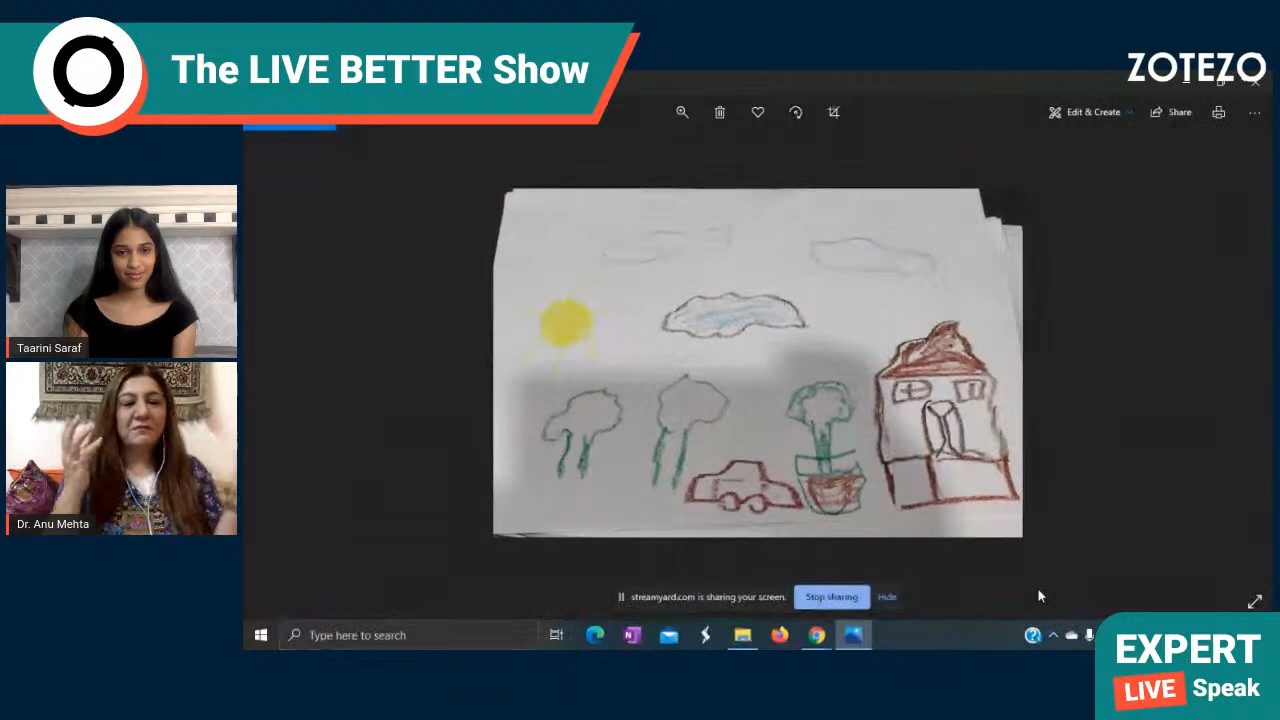 The LIVE BETTER Show
ZOTEZO
Edit & Create
Share
Taarini Saraf
Dr. Anu Mehta
streamyard.com is sharing your screen.
Stop sharing
Hide
Type here to search
EXPERT
LIVE Speak